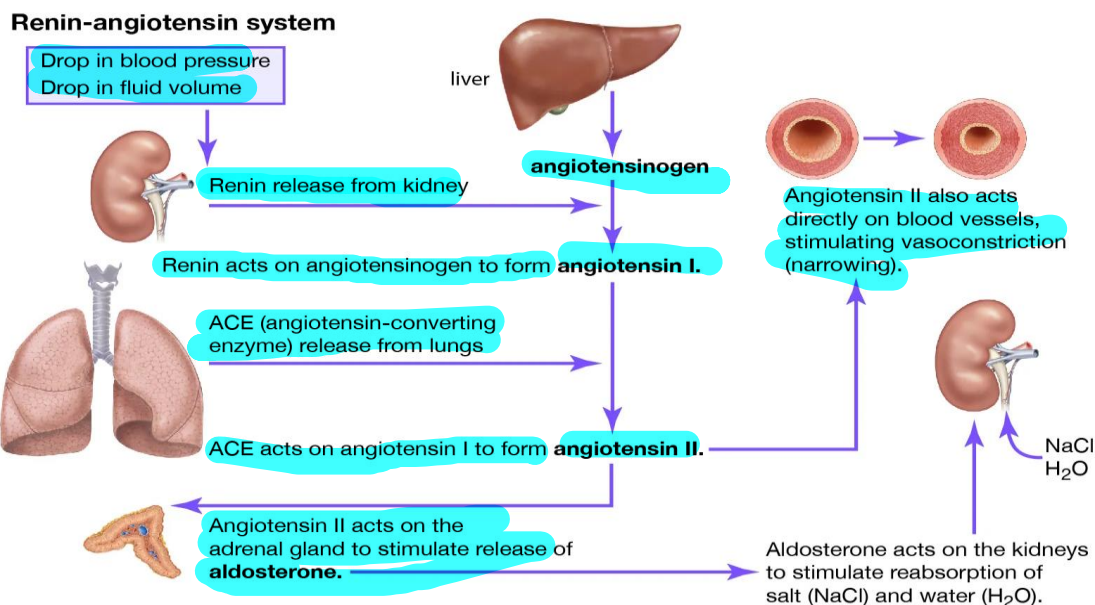 Renin-angiotensin system
Drop in blood pressure
Drop in fluid volume
liver
angiotensinogen
Renin release from kidney
Renin acts on angiotensinogen to form angiotensin I.
ACE (angiotensin-converting
enzyme) release from lungs
ACE acts on angiotensin I to form angiotensin II.
Angiotensin II also acts
directly on blood vessels,
stimulating vasoconstriction
(narrowing).
Angiotensin II acts on the
adrenal gland to stimulate release of
aldosterone.
Aldosterone acts on the kidneys
to stimulate reabsorption of
salt (NaCl) and water (H₂O).
NaCl
H₂O